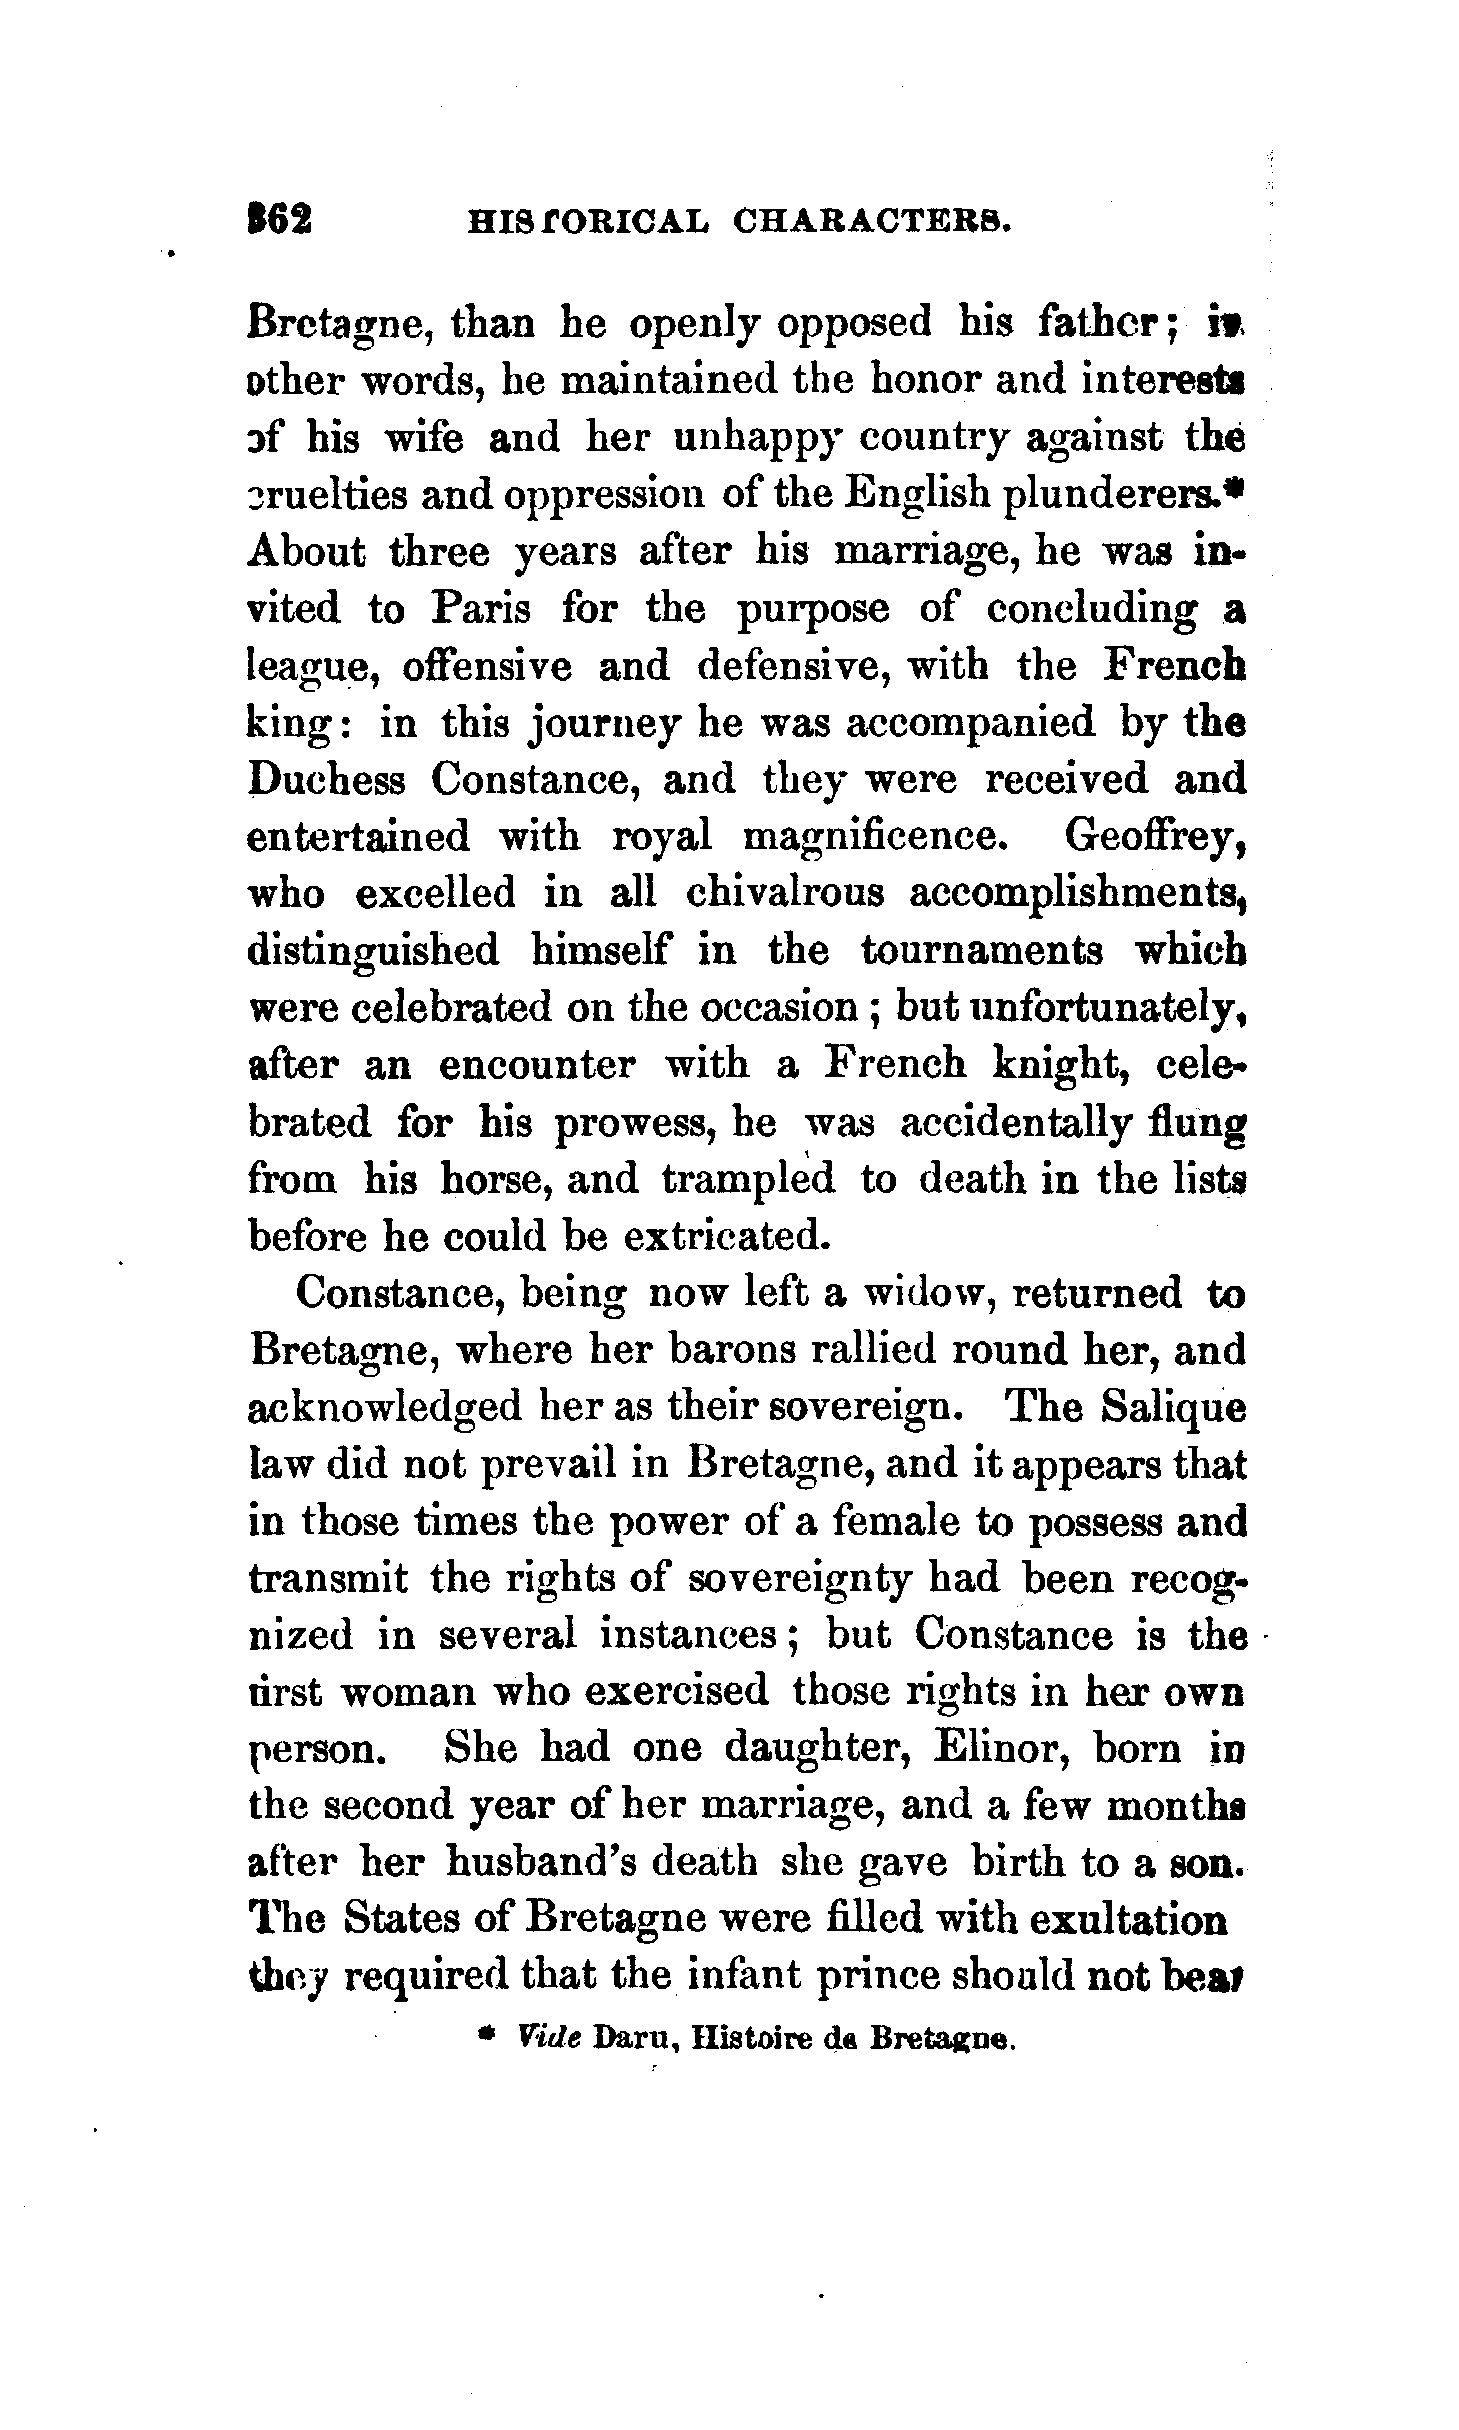 362 HISTORICAL CHARACTERS.
Bretagne, than he openly opposed his father; in
other words, he maintained the honor and interests
of his wife and her unhappy country against the
cruelties and oppression of the English plunderers.*
About three years after his marriage, he was in-
vited to Paris for the purpose of concluding a
league, offensive and defensive, with the French
king: in this journey he was accompanied by the
Duchess Constance, and they were received and
entertained with royal magnificence. Geoffrey,
who excelled in all chivalrous accomplishments,
distinguished himself in the tournaments which
were celebrated on the occasion; but unfortunately,
after an encounter with a French knight, cele-
brated for his prowess, he was accidentally flung
from his horse, and trampled to death in the lists
before he could be extricated.
Constance, being now left a widow, returned to
Bretagne, where her barons rallied round her, and
acknowledged her as their sovereign. The Salique
law did not prevail in Bretagne, and it appears that
in those times the power of a female to possess and
transmit the rights of sovereignty had been recog-
nized in several instances; but Constance is the
first woman who exercised those rights in her own
person. She had one daughter, Elinor, born in
the second year of her marriage, and a few months
after her husband's death she gave birth to a son.
The States of Bretagne were filled with exultation
they required that the infant prince should not bear
* Vide Daru, Histoire de Bretagne.